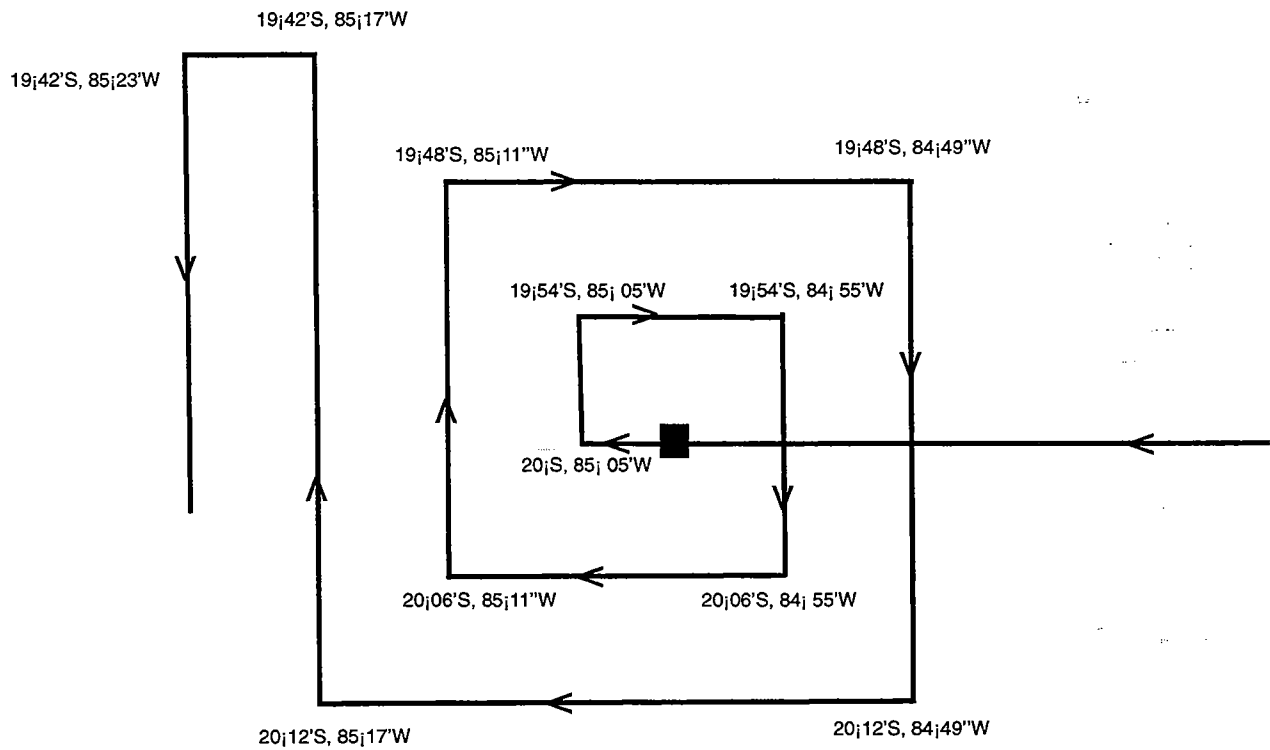 19¡42'S, 85¡17'W
19¡42'S, 85¡23'W
19¡48'S, 85¡11"W
19¡48'S, 84¡49"W
19¡54'S, 85¡ 05'W
19¡54'S, 84¡ 55'W
20¡S, 85¡ 05'W
20¡06'S, 85¡11"W
20¡06'S, 84¡ 55'W
20¡12'S, 85¡17'W
20¡12'S, 84¡49"W